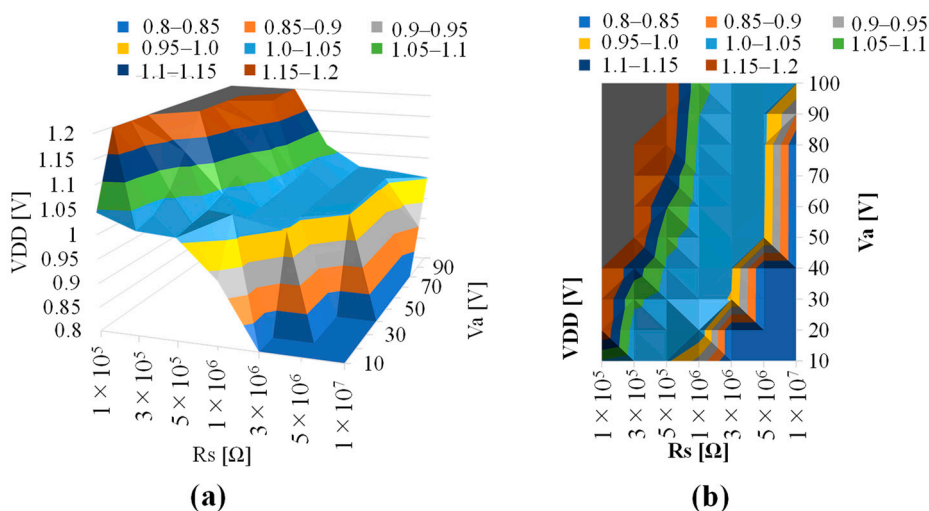 0.8–0.85 0.85–0.9 0.9–0.95
0.95–1.0 1.0–1.05 1.05–1.1
1.1–1.15 1.15–1.2
1.2
1.15
1.1
1.05
1
0.95
0.9
0.85
0.8
VDD [V]
1 × 10⁵
3 × 10⁵
5 × 10⁵
1 × 10⁶
3 × 10⁶
5 × 10⁶
1 × 10⁷
Rs [Ω]
90
70
50
30
10
Va [V]
(a)
0.8–0.85 0.85–0.9 0.9–0.95
0.95–1.0 1.0–1.05 1.05–1.1
1.1–1.15 1.15–1.2
100
90
80
70
60
50
40
30
20
10
Va [V]
VDD [V]
1 × 10⁵
3 × 10⁵
5 × 10⁵
1 × 10⁶
3 × 10⁶
5 × 10⁶
1 × 10⁷
Rs [Ω]
(b)